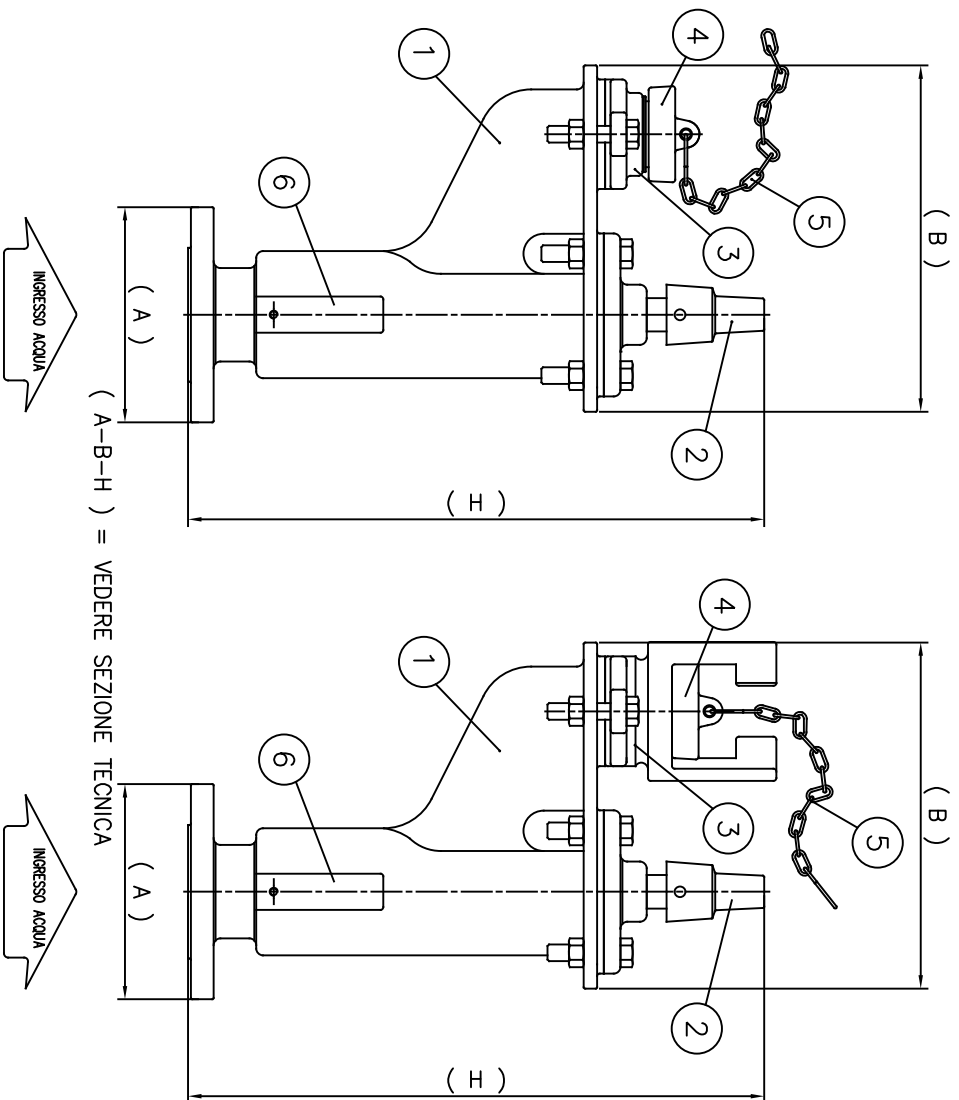 ( B )
5
4
3
2
1
( H )
6
( A )
INGRESSO ACQUA
( B )
5
4
3
2
1
( H )
6
( A )
INGRESSO ACQUA
( A-B-H ) = VEDERE SEZIONE TECNICA